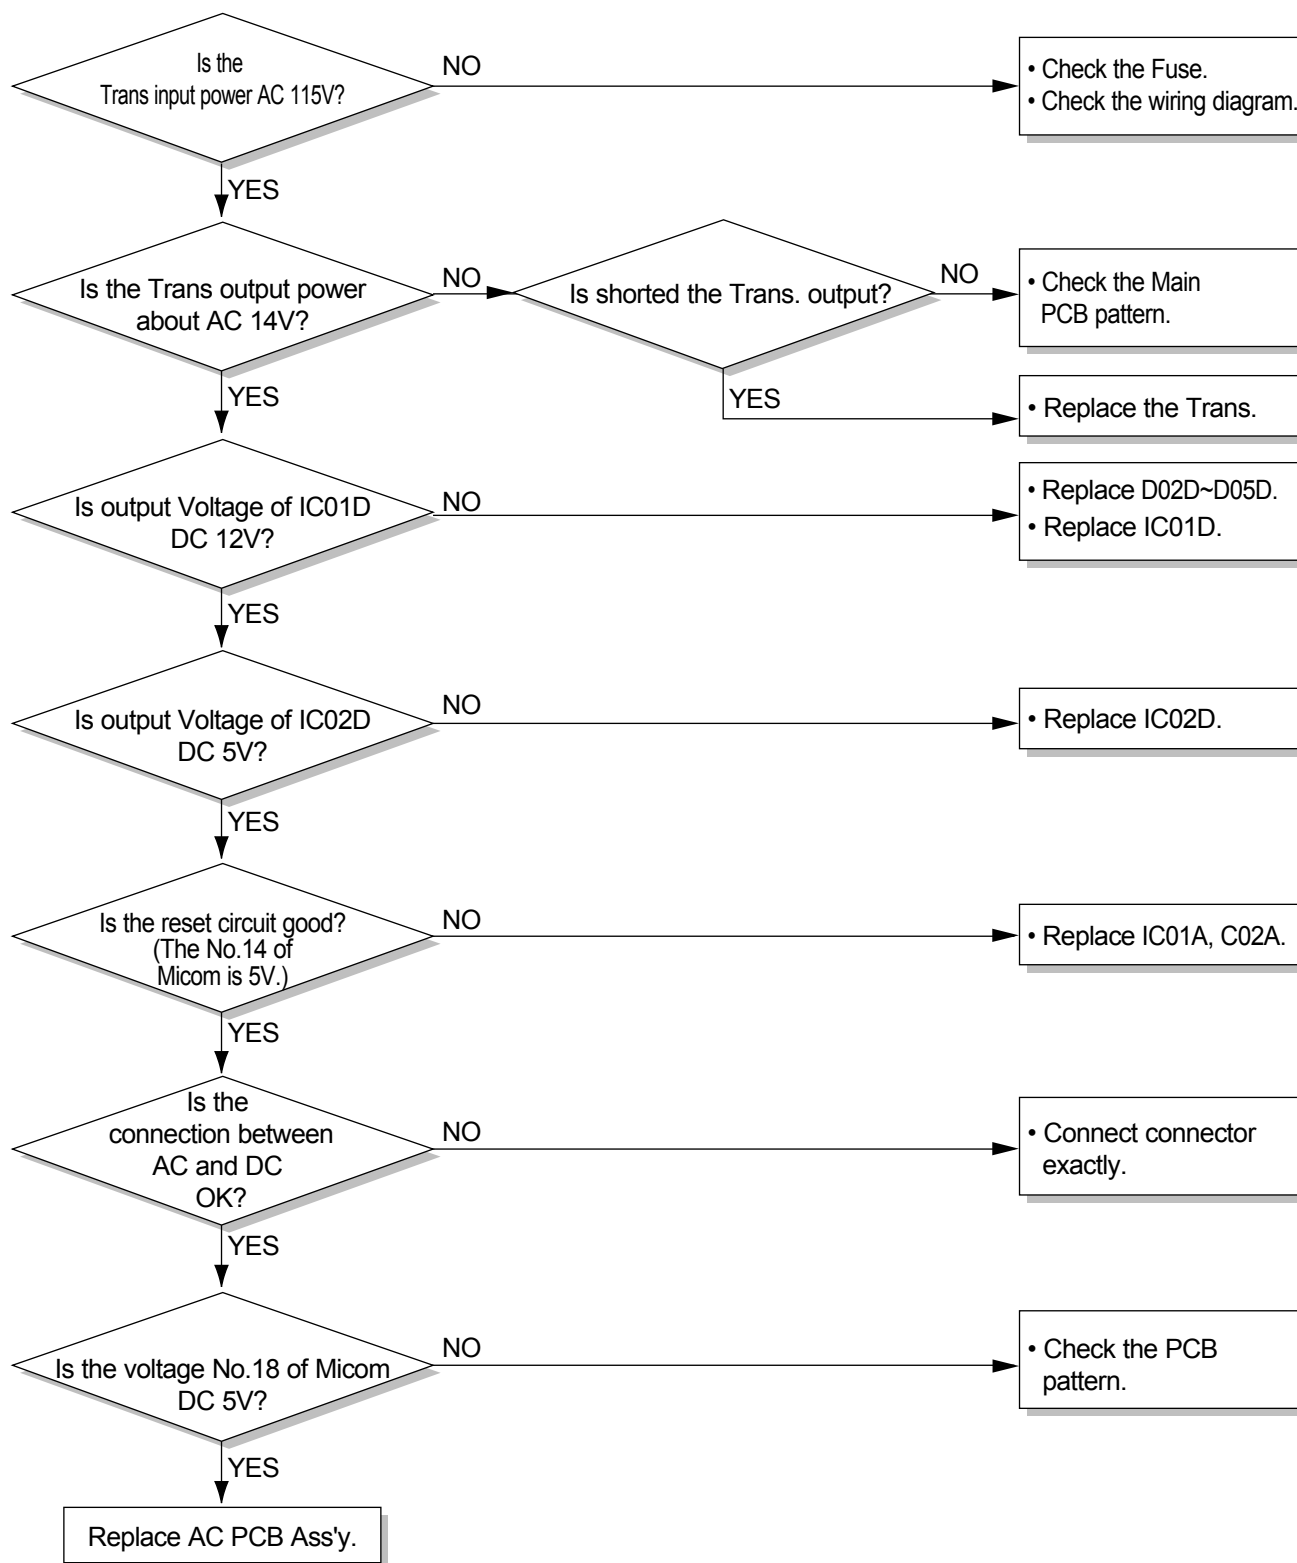 Is the
Trans input power AC 115V?
NO
• Check the Fuse.
• Check the wiring diagram.
YES
Is the Trans output power
about AC 14V?
NO
Is shorted the Trans. output?
NO
• Check the Main
PCB pattern.
YES
YES
• Replace the Trans.
Is output Voltage of IC01D
DC 12V?
NO
• Replace D02D~D05D.
• Replace IC01D.
YES
Is output Voltage of IC02D
DC 5V?
NO
• Replace IC02D.
YES
Is the reset circuit good?
(The No.14 of
Micom is 5V.)
NO
• Replace IC01A, C02A.
YES
Is the
connection between
AC and DC
OK?
NO
• Connect connector
exactly.
YES
Is the voltage No.18 of Micom
DC 5V?
NO
• Check the PCB
pattern.
YES
Replace AC PCB Ass'y.